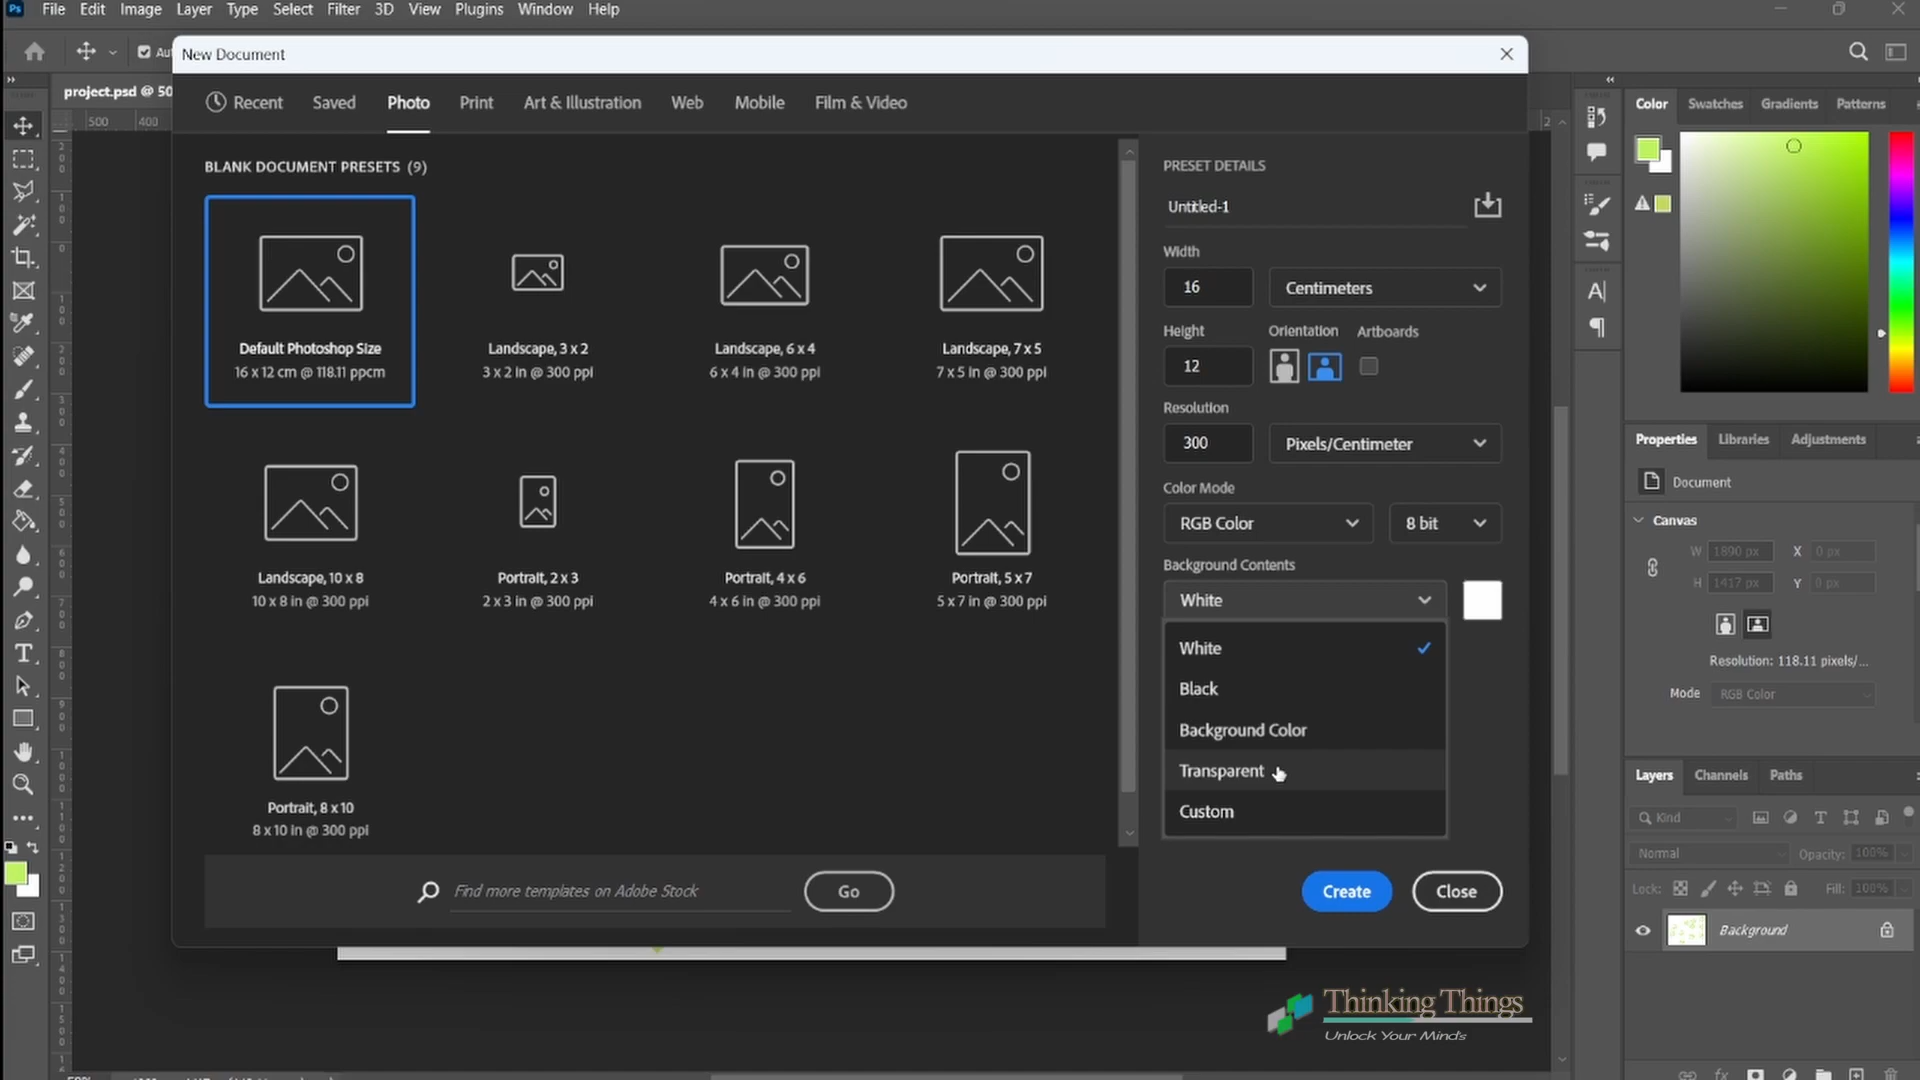 Ps File Edit Image Layer Type Select Filter 3D View Plugins Window Help
New Document
project.psd @ 50
500 400
Recent Saved Photo Print Art & Illustration Web Mobile Film & Video
BLANK DOCUMENT PRESETS (9)
Default Photoshop Size
16 x 12 cm @ 118.11 ppcm
Landscape, 3 x 2
3 x 2 in @ 300 ppi
Landscape, 6 x 4
6 x 4 in @ 300 ppi
Landscape, 7 x 5
7 x 5 in @ 300 ppi
Landscape, 10 x 8
10 x 8 in @ 300 ppi
Portrait, 2 x 3
2 x 3 in @ 300 ppi
Portrait, 4 x 6
4 x 6 in @ 300 ppi
Portrait, 5 x 7
5 x 7 in @ 300 ppi
Portrait, 8 x 10
8 x 10 in @ 300 ppi
Find more templates on Adobe Stock
Go
PRESET DETAILS
Untitled-1
Width
16 Centimeters
Height Orientation Artboards
12
Resolution
300 Pixels/Centimeter
Color Mode
RGB Color 8 bit
Background Contents
White
White
Black
Background Color
Transparent
Custom
Create Close
Color Swatches Gradients Patterns
Properties Libraries Adjustments
Document
Canvas
W 1890 px X 0 px
H 1417 px Y 0 px
Resolution: 118.11 pixels/...
Mode RGB Color
Layers Channels Paths
Kind
Normal Opacity: 100%
Lock: Fill: 100%
Background
Thinking Things
Unlock Your Minds